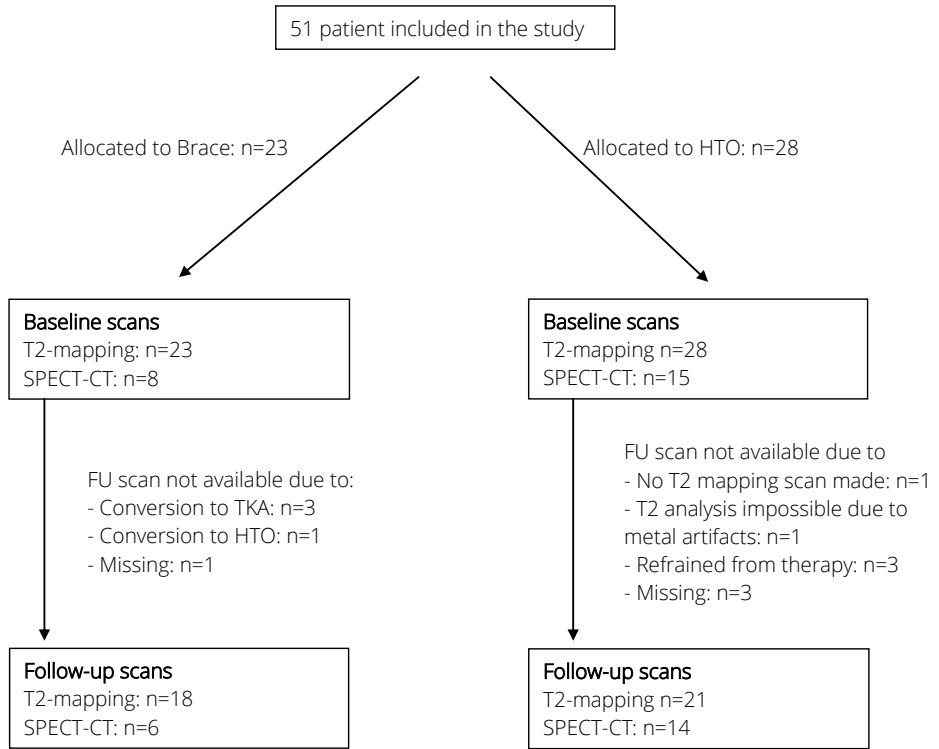 51 patient included in the study
Allocated to Brace: n=23
Allocated to HTO: n=28
Baseline scans
T2-mapping: n=23
SPECT-CT: n=8
Baseline scans
T2-mapping n=28
SPECT-CT: n=15
FU scan not available due to:
- Conversion to TKA: n=3
- Conversion to HTO: n=1
- Missing: n=1
FU scan not available due to
- No T2 mapping scan made: n=1
- T2 analysis impossible due to
metal artifacts: n=1
- Refrained from therapy: n=3
- Missing: n=3
Follow-up scans
T2-mapping: n=18
SPECT-CT: n=6
Follow-up scans
T2-mapping n=21
SPECT-CT: n=14